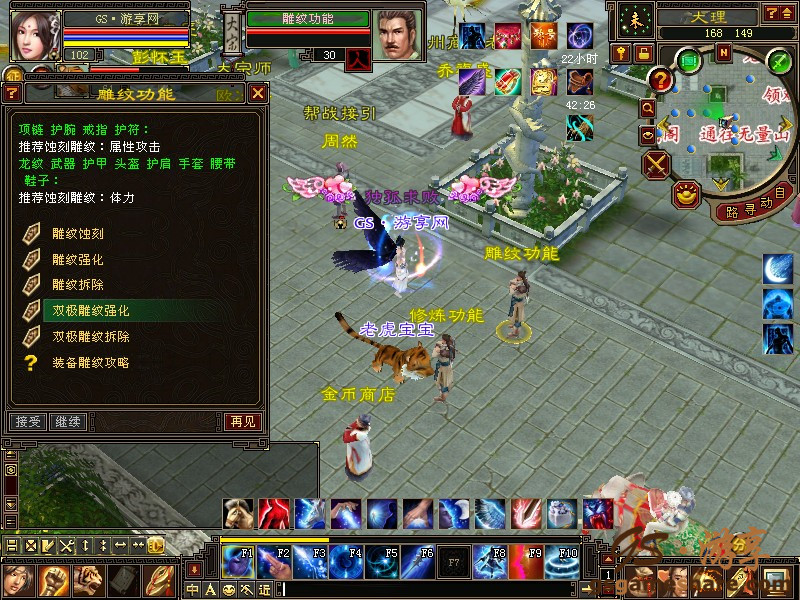 GS·游享网
102
大宗
雕纹功能
30
大理
168 149
N
22小时
42:26
彭怀玉
大宗师
雕纹功能
项链 护腕 戒指 护符：
推荐蚀刻雕纹：属性攻击
龙纹 武器 护甲 头盔 护肩 手套 腰带
鞋子：
推荐蚀刻雕纹：体力
雕纹蚀刻
雕纹强化
雕纹拆除
双极雕纹强化
双极雕纹拆除
装备雕纹攻略
接受
继续
再见
帮战接引
周然
独孤求败
GS·游享网
雕纹功能
修炼功能
老虎宝宝
金币商店
通往无量山
自动寻路
F1
F2
F3
F4
F5
F6
F7
F8
F9
F10
中
A
近
1
GS·游享